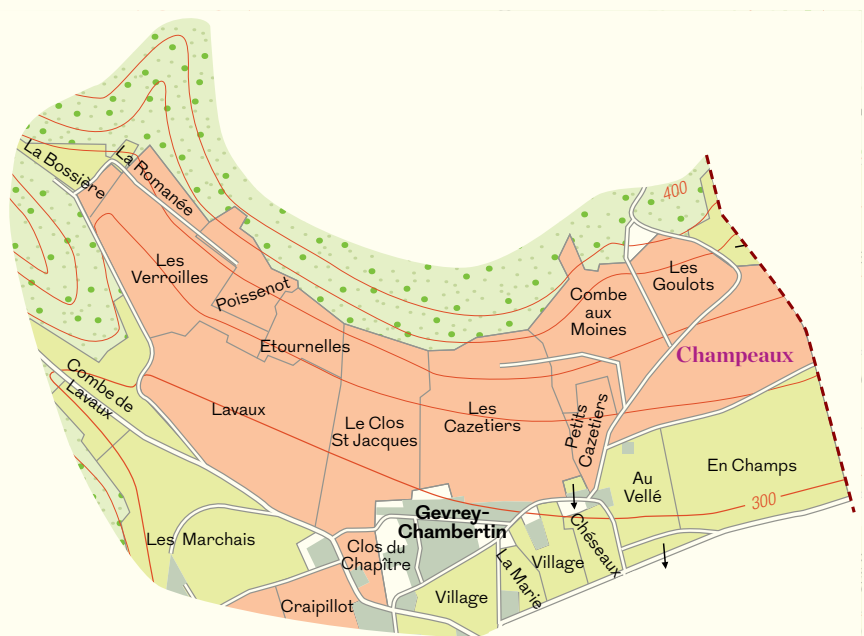 La Bossière
La Romanée
400
7
Les
Verroilles
Poissenot
Les
Goulots
Combe
aux
Moines
Etournelles
Champeaux
Combe de
Lavaux
Lavaux
Le Clos
St Jacques
Les
Cazetiers
Petits
Cazetiers
Au
Vellé
En Champs
300
Gevrey-
Chambertin
Les Marchais
Clos du
Chapître
Chéseaux
La Marie
Village
Village
Craipillot